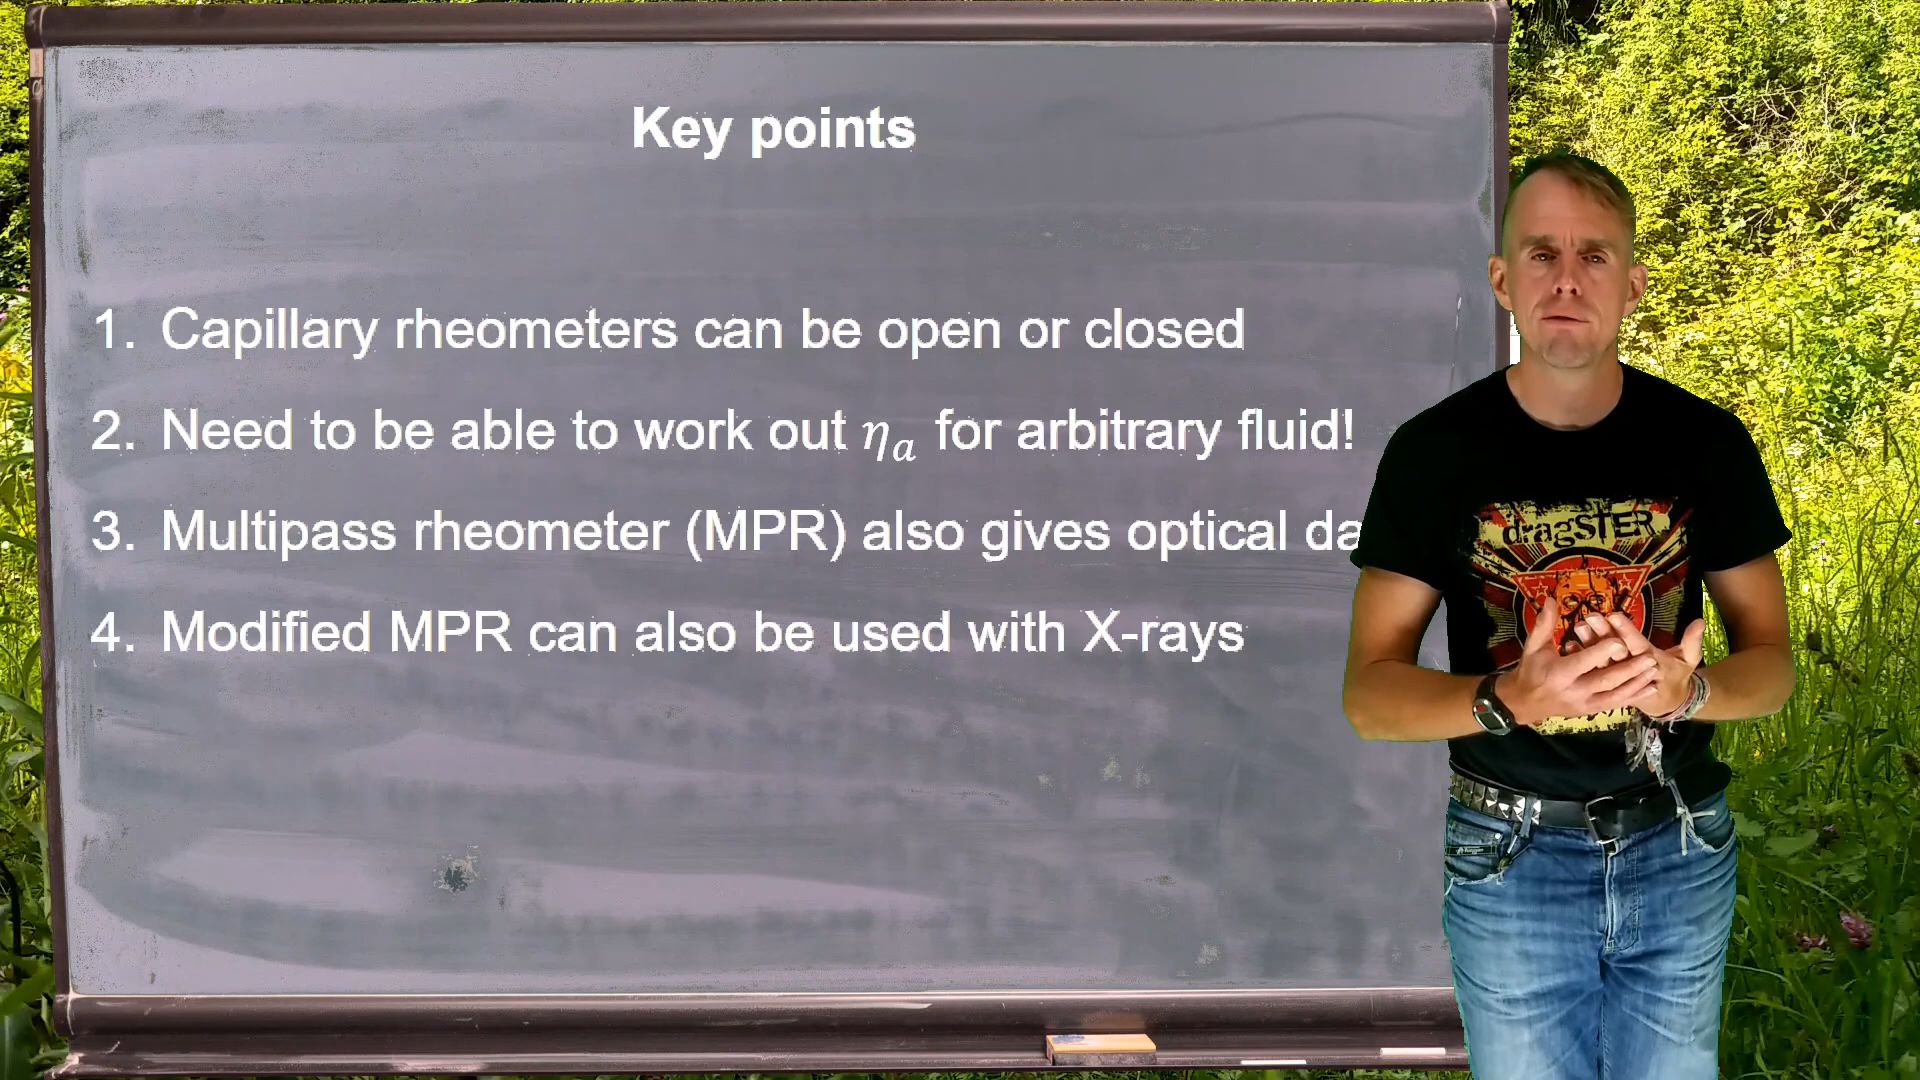 Key points
1. Capillary rheometers can be open or closed
2. Need to be able to work out ηₐ for arbitrary fluid!
3. Multipass rheometer (MPR) also gives optical da
4. Modified MPR can also be used with X-rays
dragSTER